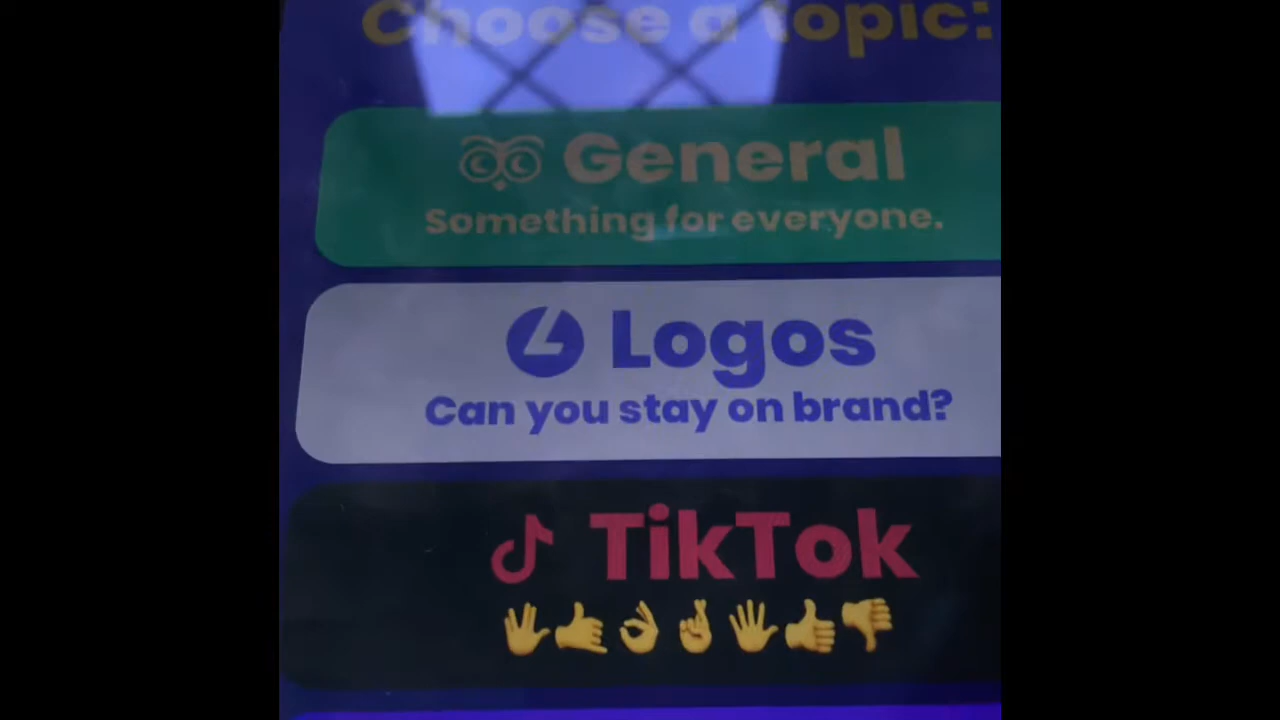 Choose a topic:
General
Something for everyone.
Logos
Can you stay on brand?
TikTok